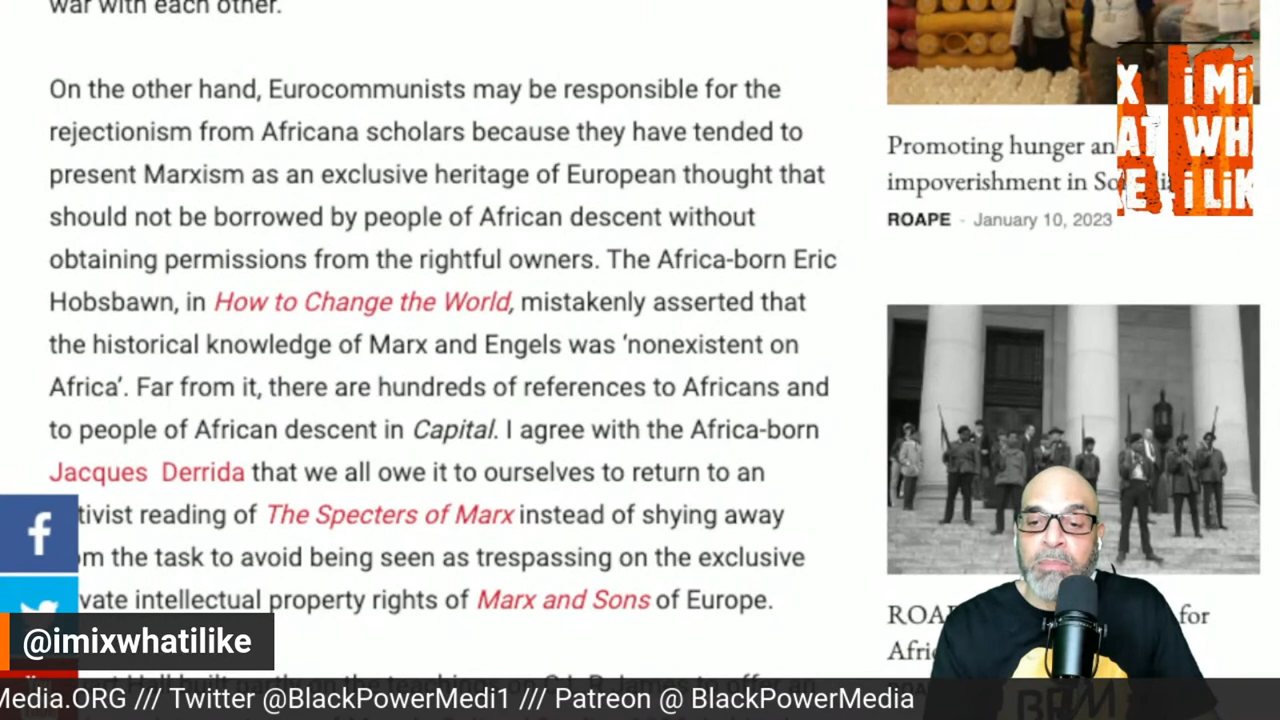 war with each other.
On the other hand, Eurocommunists may be responsible for the
rejectionism from Africana scholars because they have tended to
present Marxism as an exclusive heritage of European thought that
should not be borrowed by people of African descent without
obtaining permissions from the rightful owners. The Africa-born Eric
Hobsbawn, in How to Change the World, mistakenly asserted that
the historical knowledge of Marx and Engels was ‘nonexistent on
Africa’. Far from it, there are hundreds of references to Africans and
to people of African descent in Capital. I agree with the Africa-born
Jacques Derrida that we all owe it to ourselves to return to an
tivist reading of The Specters of Marx instead of shying away
om the task to avoid being seen as trespassing on the exclusive
vate intellectual property rights of Marx and Sons of Europe.
Promoting hunger an
impoverishment in So
ROAPE - January 10, 2023
X i Mi
AT WH
KE i LiK
ROA for
Afri
@imixwhatilike
Media.ORG /// Twitter @BlackPowerMedi1 /// Patreon @ BlackPowerMedia